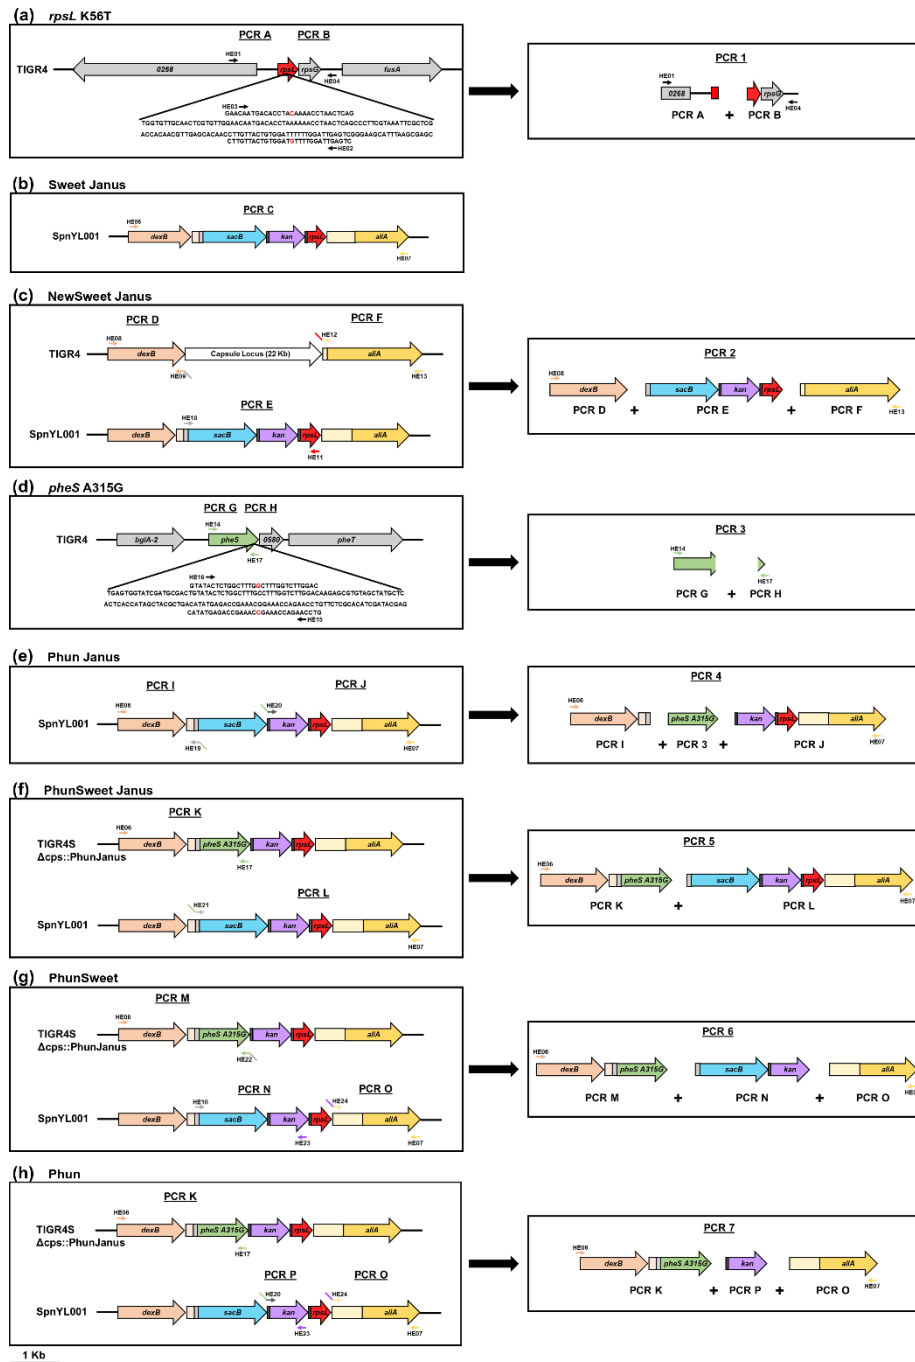 (a) rpsL K56T
PCR A PCR B
HE01
TIGR4 0268 rpsL rpsG fusA
HE04
HE03
GAACAATGACACCTACAAAACCTAACTCAG
TGGTGTTGCAACTCGTGTTGGAACAATGACACCTAAAAAACCTAACTCAGCCCTTCGTAAATTCGCTCG
ACCACAACGTTGAGCACAACCTTGTTACTGTGGATTTTTTGGATTGAGTCGGGAAGCATTTAAGCGAGC
CTTGTTACTGTGGATGTTTTGGATTGAGTC
HE02
PCR 1
HE01
0268 rpsG
HE04
PCR A + PCR B
(b) Sweet Janus
PCR C
HE06
SpnYL001 dexB sacB kan rpsL aliA
HE07
(c) NewSweet Janus
PCR D PCR F
HE08 HE12
TIGR4 dexB Capsule Locus (22 Kb) aliA
HE09 HE13
PCR E
HE10
SpnYL001 dexB sacB kan rpsL aliA
HE11
PCR 2
HE08
dexB sacB kan rpsL aliA
HE13
PCR D + PCR E + PCR F
(d) pheS A315G
PCR G PCR H
HE14
TIGR4 bglA-2 pheS 0580 pheT
HE17
HE16
GTATACTCTGGCTTTGGCTTTGGTCTTGGAC
TGAGTGGTATCGATGCGACTGTATACTCTGGCTTTGCCTTTGGTCTTGGACAAGAGCGTGTAGCTATGCTC
ACTCACCATAGCTACGCTGACATATGAGACCGAAACGGAAACCAGAACCTGTTCTCGCACATCGATACGAG
CATATGAGACCGAAACCGAAACCAGAACCTG
HE15
PCR 3
HE14
HE17
PCR G + PCR H
(e) Phun Janus
PCR I PCR J
HE06 HE20
SpnYL001 dexB sacB kan rpsL aliA
HE19 HE07
PCR 4
HE06
dexB pheS A315G kan rpsL aliA
HE07
PCR I + PCR 3 + PCR J
(f) PhunSweet Janus
PCR K
HE06
TIGR4S
Δcps::PhunJanus dexB pheS A315G kan rpsL aliA
HE17
PCR L
HE21
SpnYL001 dexB sacB kan rpsL aliA
HE07
PCR 5
HE06
dexB pheS A315G sacB kan rpsL aliA
HE07
PCR K + PCR L
(g) PhunSweet
PCR M
HE06
TIGR4S
Δcps::PhunJanus dexB pheS A315G kan rpsL aliA
HE22
PCR N PCR O
HE10 HE24
SpnYL001 dexB sacB kan rpsL aliA
HE23 HE07
PCR 6
HE06
dexB pheS A315G sacB kan aliA
PCR M + PCR N + PCR O
(h) Phun
PCR K
HE06
TIGR4S
Δcps::PhunJanus dexB pheS A315G kan rpsL aliA
HE17
PCR P PCR O
HE20 HE24
SpnYL001 dexB sacB kan rpsL aliA
HE23 HE07
PCR 7
HE06
dexB pheS A315G kan aliA
HE07
PCR K + PCR P + PCR O
1 Kb